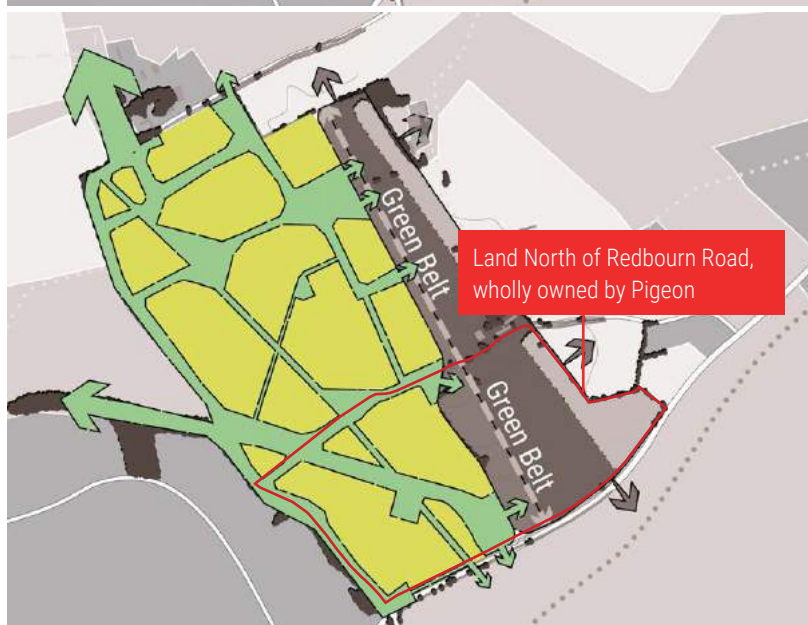 Green Belt
Land North of Redbourn Road,
wholly owned by Pigeon
Green Belt